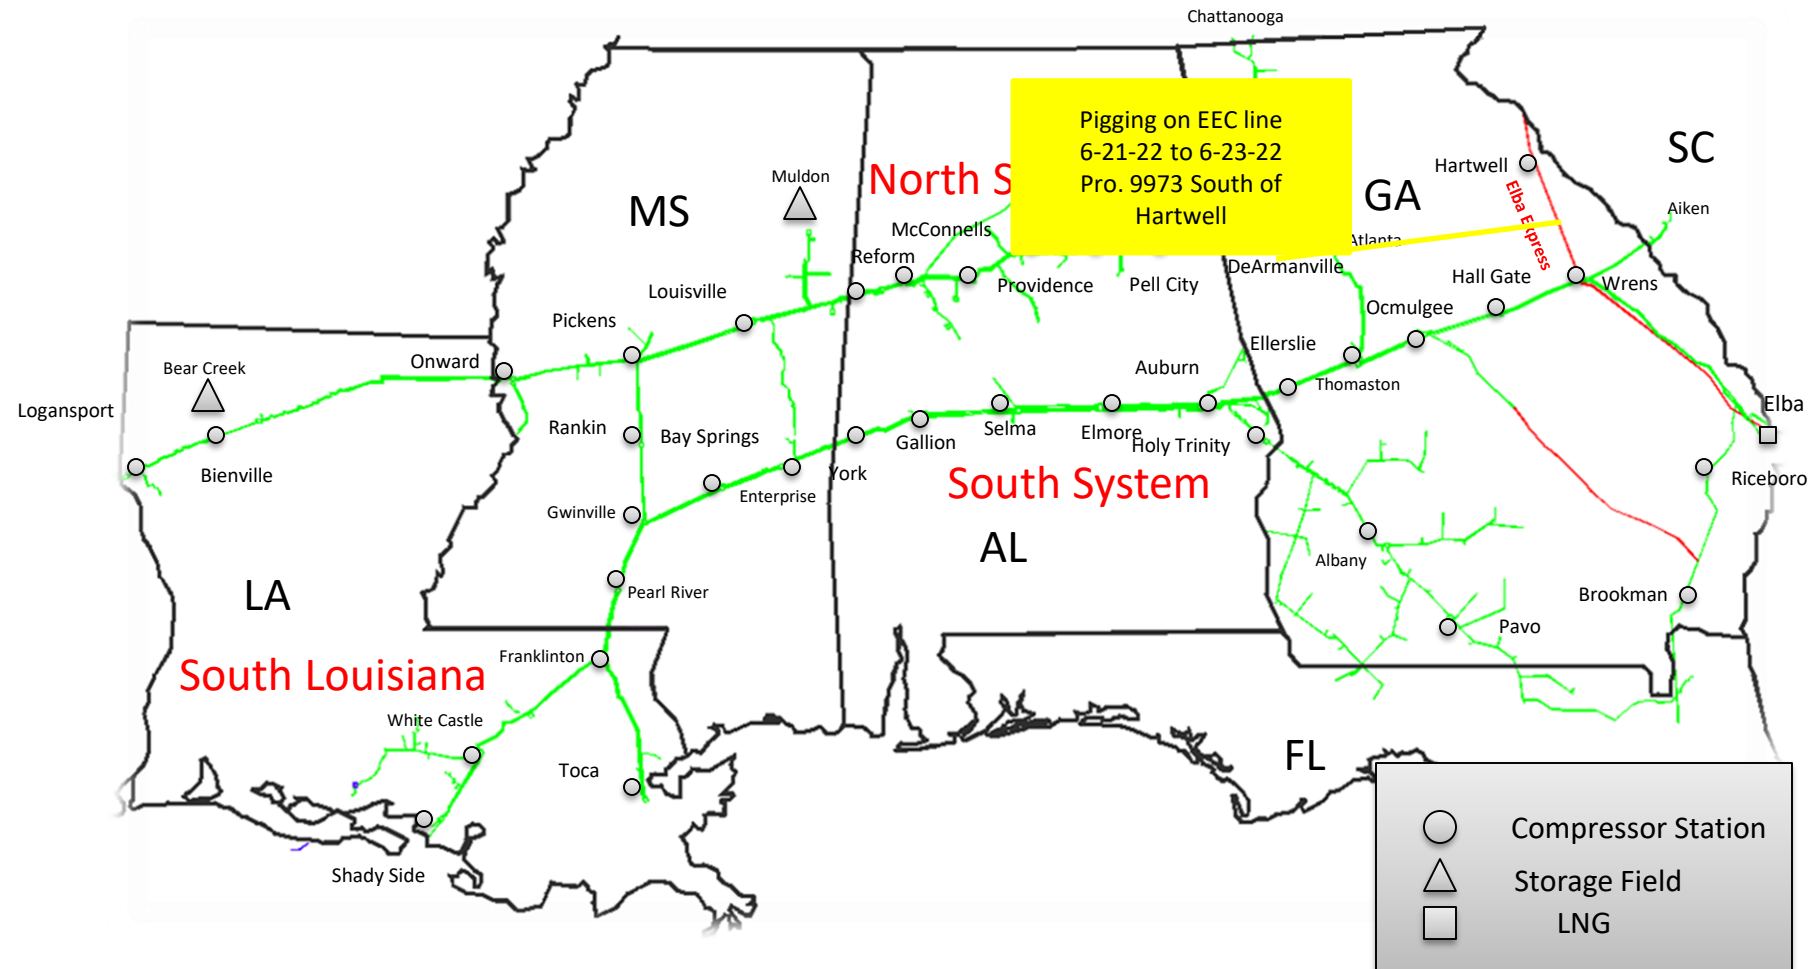 Chattanooga
Pigging on EEC line
6-21-22 to 6-23-22
Pro. 9973 South of
Hartwell
SC
Hartwell
Muldon
North S
GA
MS
Elba Express
Aiken
McConnells
Atlanta
Reform
DeArmanville
Hall Gate
Louisville
Providence
Pell City
Wrens
Ocmulgee
Pickens
Ellerslie
Onward
Bear Creek
Auburn
Thomaston
Logansport
Elba
Rankin
Bay Springs
Selma
Elmore
Gallion
Holy Trinity
Bienville
York
South System
Riceboro
Enterprise
Gwinville
AL
Albany
LA
Pearl River
Brookman
Pavo
Franklinton
South Louisiana
White Castle
FL
Toca
Shady Side
Compressor Station
Storage Field
LNG